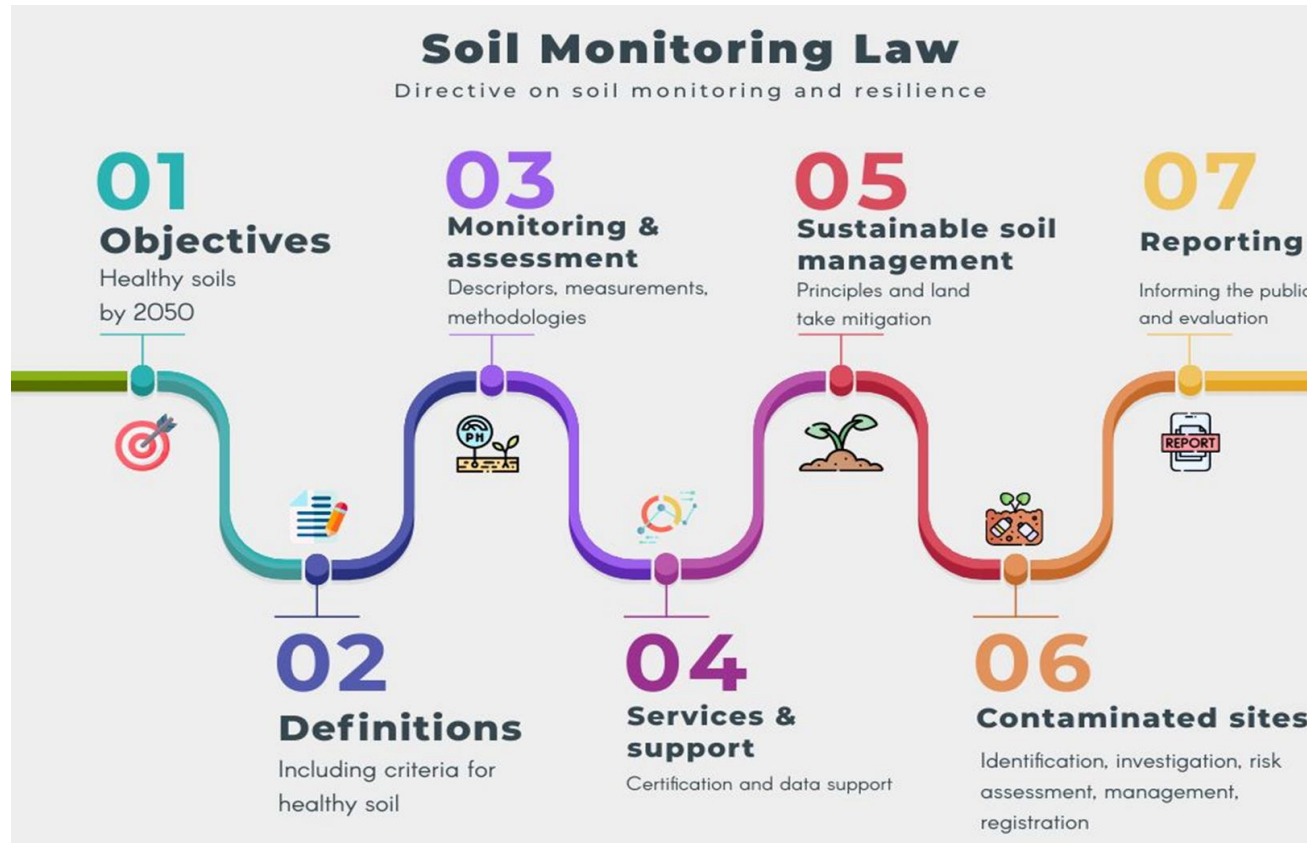 Soil Monitoring Law
Directive on soil monitoring and resilience
01
Objectives
Healthy soils
by 2050
02
Definitions
Including criteria for
healthy soil
03
Monitoring &
assessment
Descriptors, measurements,
methodologies
PH
04
Services &
support
Certification and data support
05
Sustainable soil
management
Principles and land
take mitigation
06
Contaminated sites
Identification, investigation, risk
assessment, management,
registration
07
Reporting
Informing the public
and evaluation
REPORT